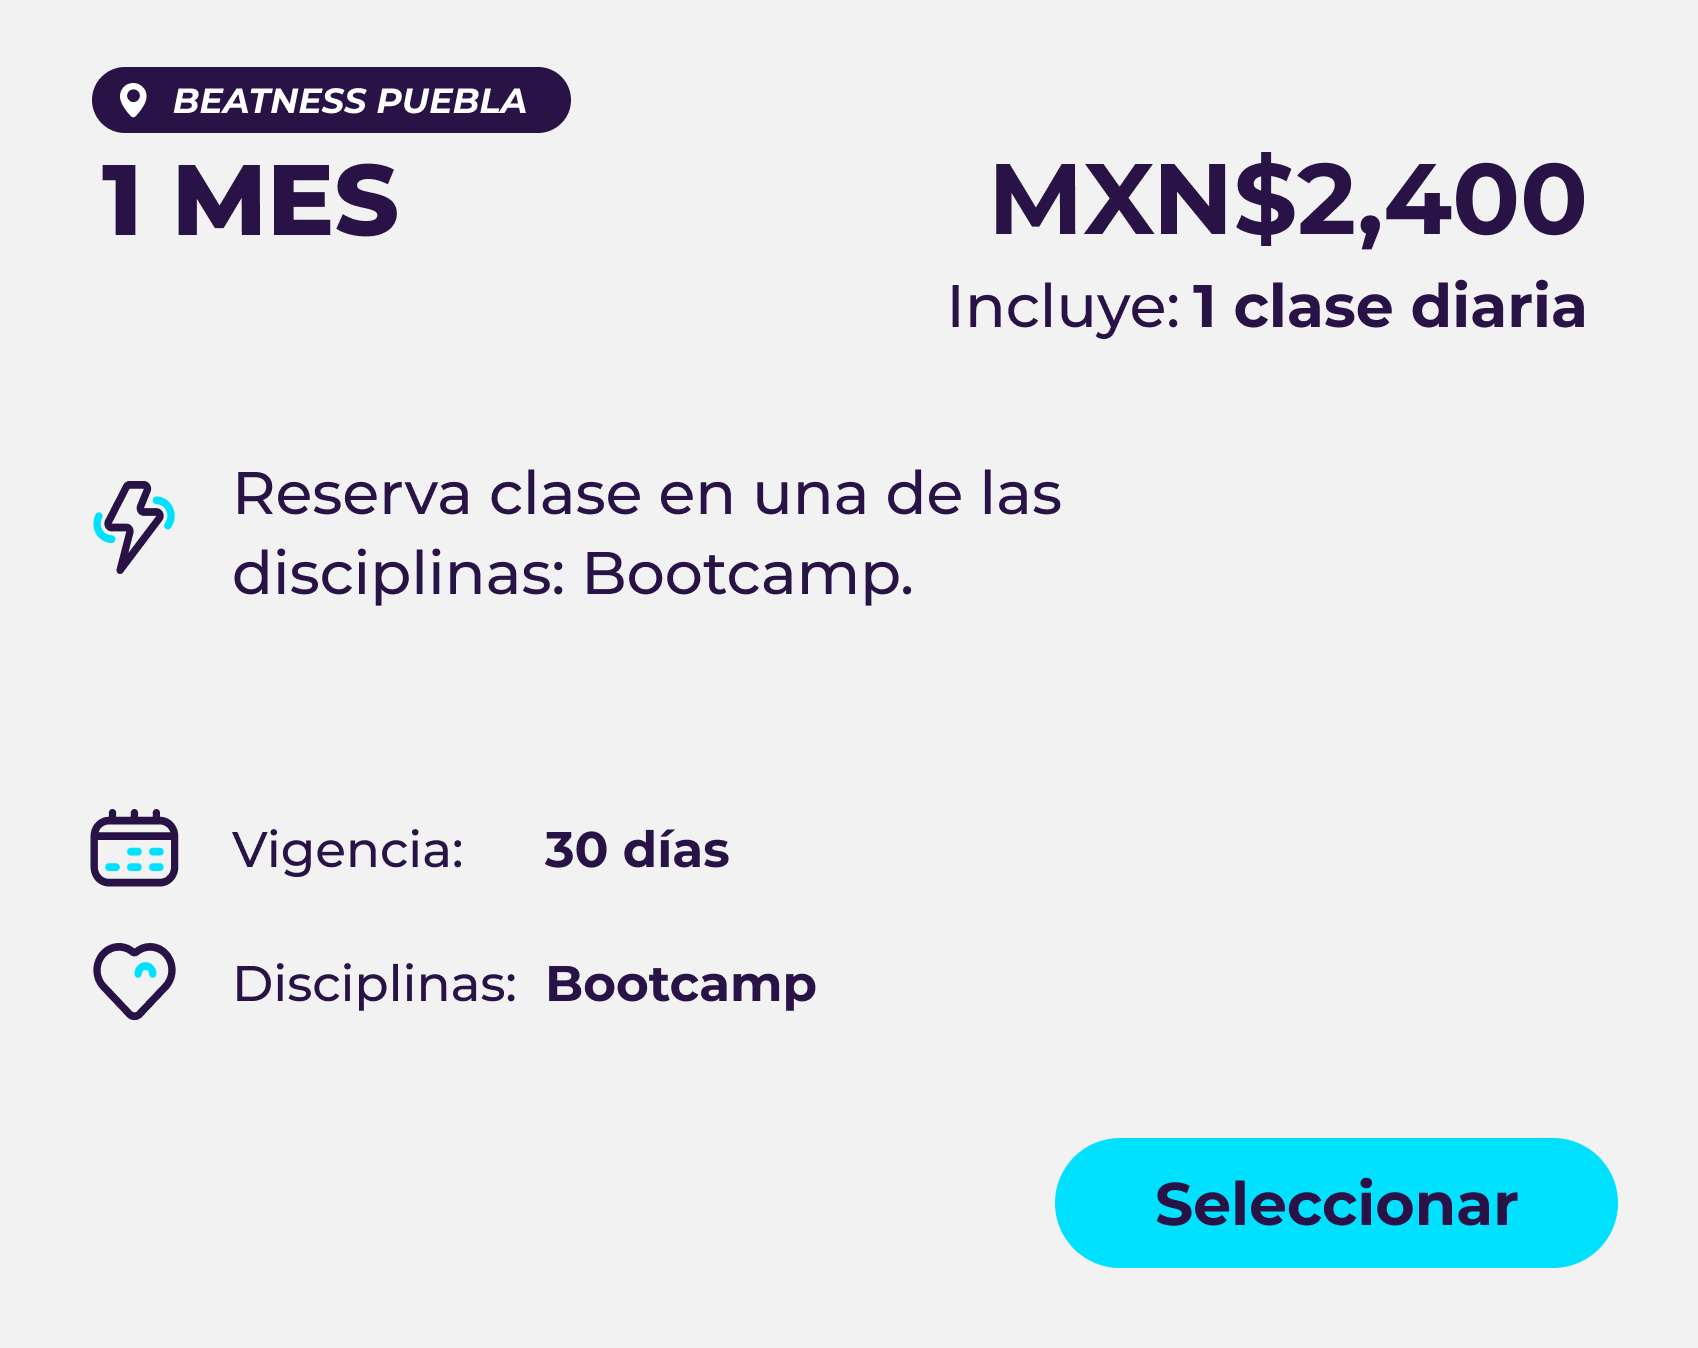 BEATNESS PUEBLA
1 MES
MXN$2,400
Incluye: 1 clase diaria
Reserva clase en una de las
disciplinas: Bootcamp.
Vigencia: 30 días
Disciplinas: Bootcamp
Seleccionar